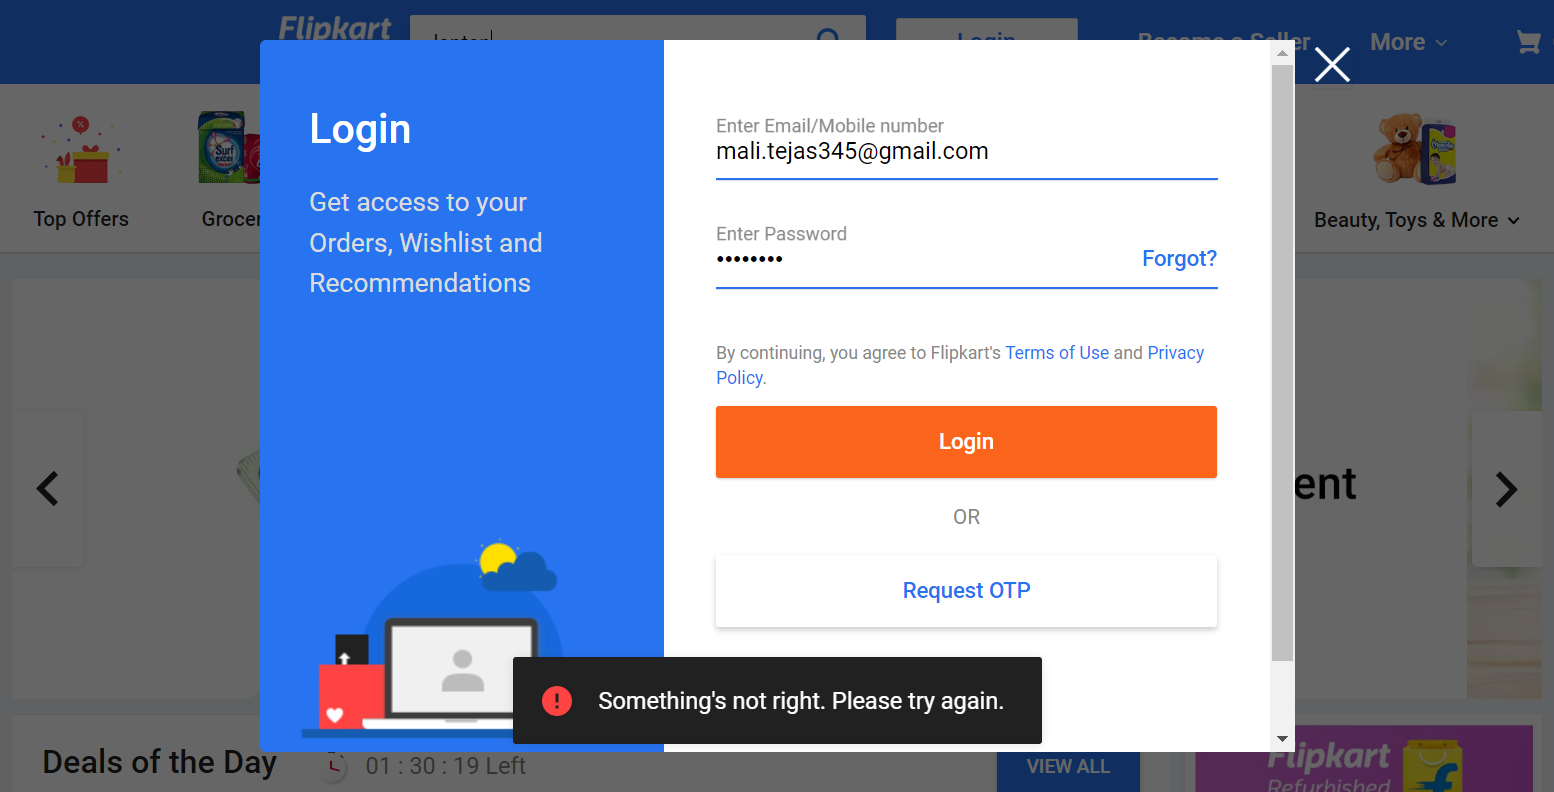 Flipkart
Login
Become a Seller
More
Login
Get access to your
Orders, Wishlist and
Recommendations
Enter Email/Mobile number
mali.tejas345@gmail.com
Enter Password
••••••••
Forgot?
By continuing, you agree to Flipkart's Terms of Use and Privacy
Policy.
Login
OR
Request OTP
Something's not right. Please try again.
Surf
excel
Top Offers
Grocer
Beauty, Toys & More
ent
Deals of the Day
01 : 30 : 19 Left
VIEW ALL
Flipkart
Refurbished